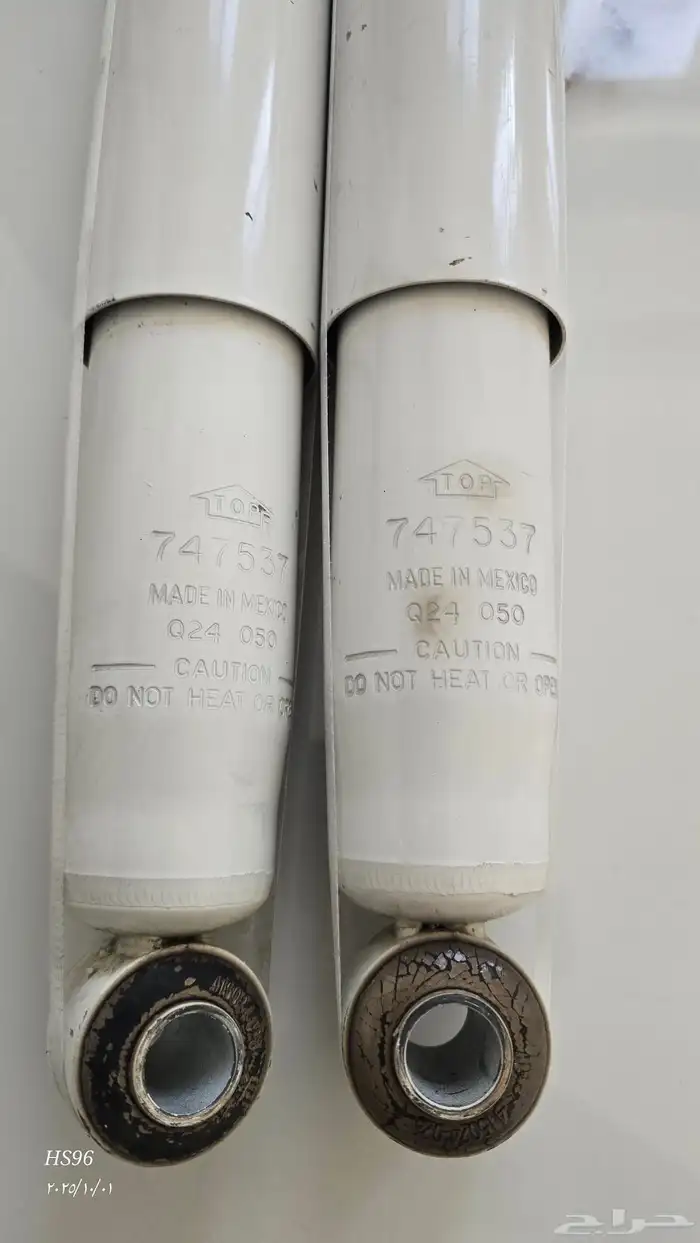 TOP
747537
MADE IN MEXICO
Q24 050
CAUTION
DO NOT HEAT OR
TOP
747537
MADE IN MEXICO
Q24 050
CAUTION
DO NOT HEAT OR OPE
HS96
٢٠٢٥/١٠/٠١
حراج